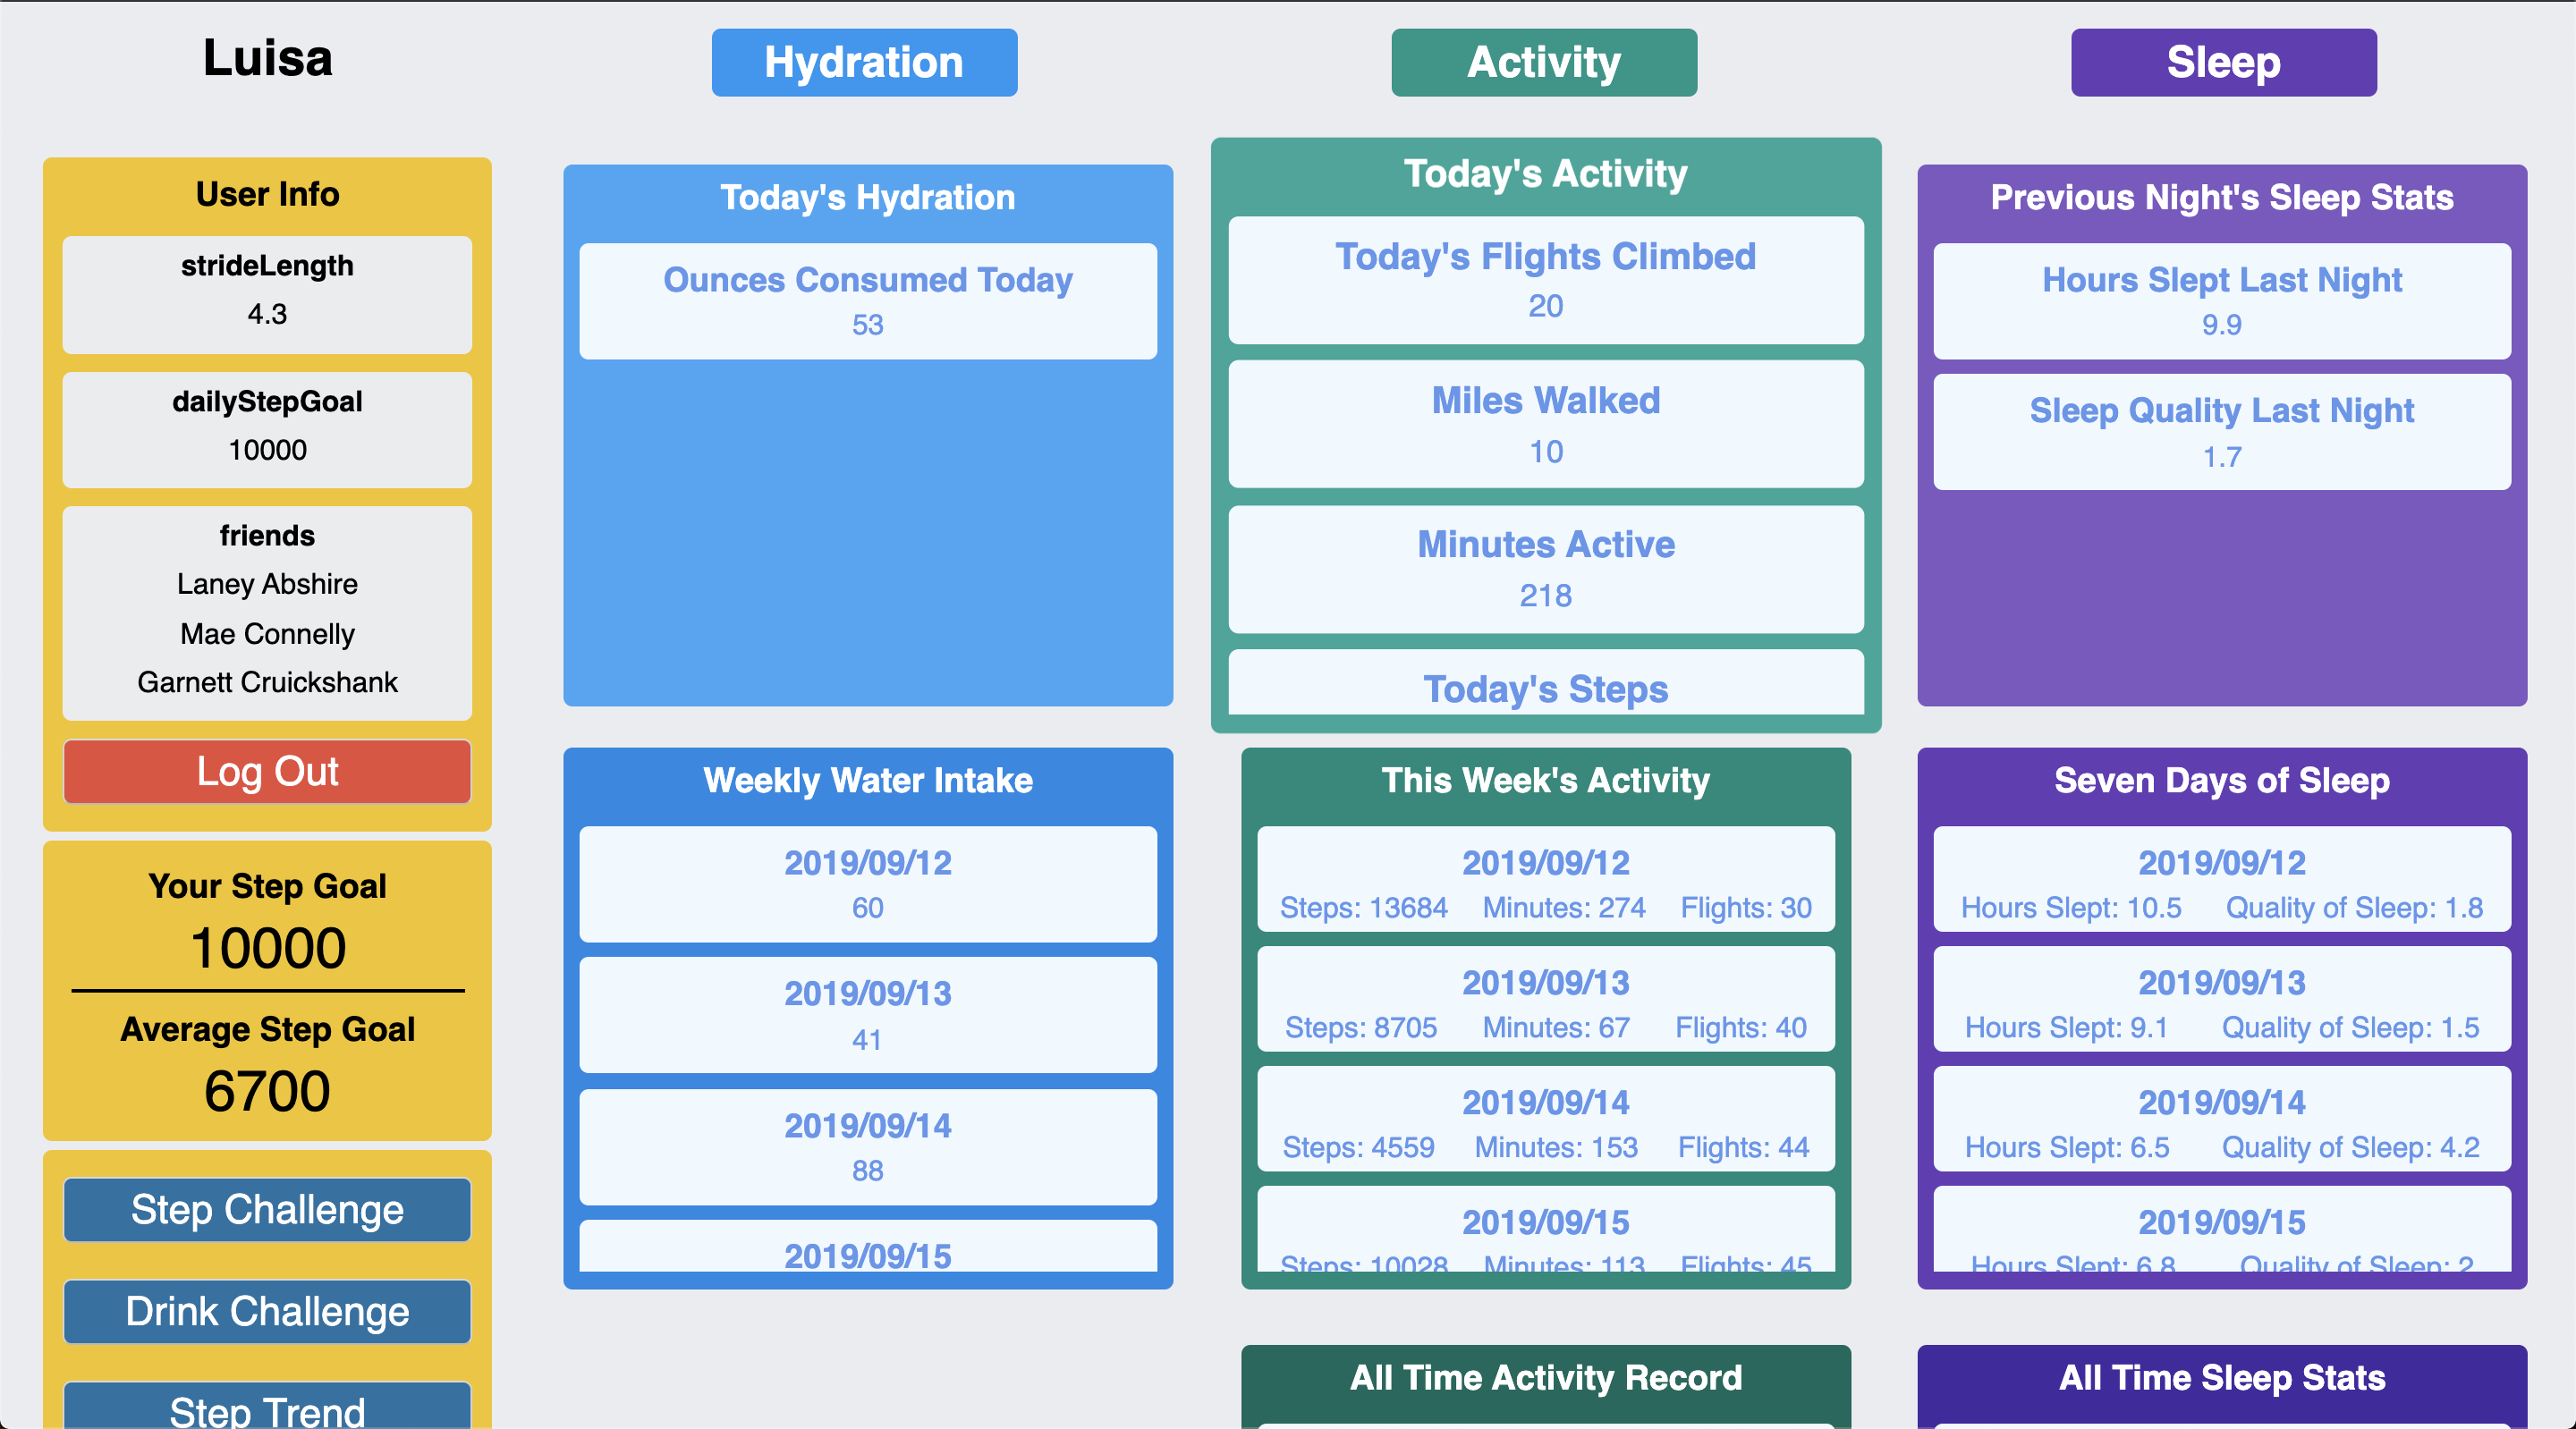 Luisa
Hydration
Activity
Sleep
User Info
strideLength
4.3
dailyStepGoal
10000
friends
Laney Abshire
Mae Connelly
Garnett Cruickshank
Log Out
Your Step Goal
10000
Average Step Goal
6700
Step Challenge
Drink Challenge
Step Trend
Today's Hydration
Ounces Consumed Today
53
Weekly Water Intake
2019/09/12
60
2019/09/13
41
2019/09/14
88
2019/09/15
Today's Activity
Today's Flights Climbed
20
Miles Walked
10
Minutes Active
218
Today's Steps
This Week's Activity
2019/09/12
Steps: 13684 Minutes: 274 Flights: 30
2019/09/13
Steps: 8705 Minutes: 67 Flights: 40
2019/09/14
Steps: 4559 Minutes: 153 Flights: 44
2019/09/15
Steps: 10028 Minutes: 113 Flights: 45
All Time Activity Record
Previous Night's Sleep Stats
Hours Slept Last Night
9.9
Sleep Quality Last Night
1.7
Seven Days of Sleep
2019/09/12
Hours Slept: 10.5 Quality of Sleep: 1.8
2019/09/13
Hours Slept: 9.1 Quality of Sleep: 1.5
2019/09/14
Hours Slept: 6.5 Quality of Sleep: 4.2
2019/09/15
Hours Slept: 6.8 Quality of Sleep: 2
All Time Sleep Stats